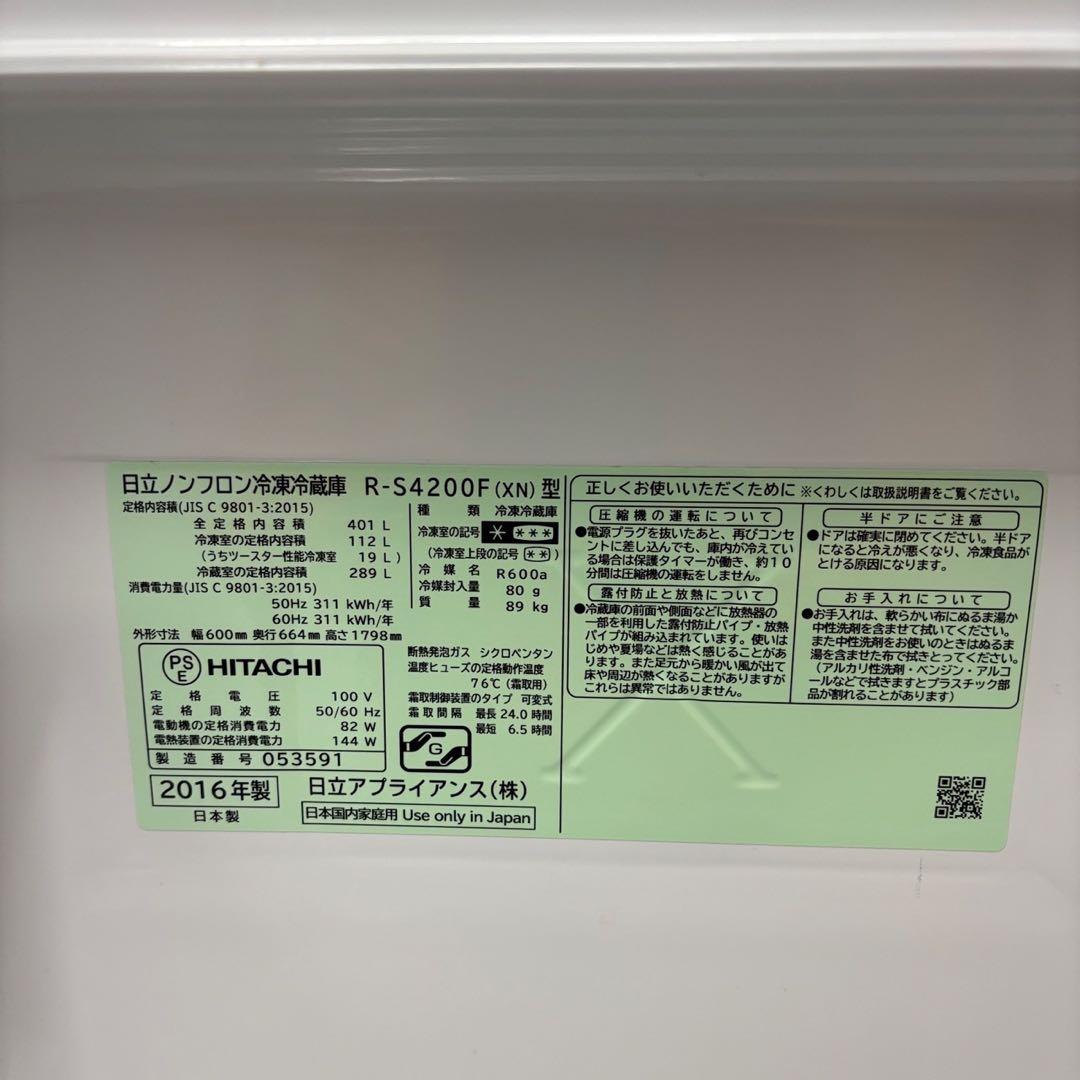 日立ノンフロン冷凍冷蔵庫 R-S4200F(XN)型
定格内容積(JIS C 9801-3:2015)
全定格内容積 401 L
冷凍室の定格内容積 112 L
(うちツースター性能冷凍室 19 L)
冷蔵室の定格内容積 289 L
消費電力量(JIS C 9801-3:2015)
50Hz 311 kWh/年
60Hz 311 kWh/年
外形寸法 幅600mm 奥行664mm 高さ1798mm
PS
E
HITACHI
定格電圧 100 V
定格周波数 50/60 Hz
電動機の定格消費電力 82 W
電熱装置の定格消費電力 144 W
製造番号 053591
2016年製
日本製
種類 冷凍冷蔵庫
冷凍室の記号 * ***
(冷凍室上段の記号 **)
冷媒名 R600a
冷媒封入量 80 g
質量 89 kg
断熱発泡ガス シクロペンタン
温度ヒューズの定格動作温度
76℃(霜取用)
霜取制御装置のタイプ 可変式
霜取間隔 最長24.0時間
最短 6.5時間
G
日立アプライアンス(株)
日本国内家庭用 Use only in Japan
正しくお使いいただくために ※くわしくは取扱説明書をご覧ください。
圧縮機の運転について
●電源プラグを抜いたあと、再びコンセ
ントに差し込んでも、庫内が冷えてい
る場合は保護タイマーが働き、約10
分間は圧縮機の運転をしません。
露付防止と放熱について
●冷蔵庫の前面や側面などに放熱器の
一部を利用した露付防止パイプ・放熱
パイプが組み込まれています。使いは
じめや夏場などは熱く感じることがあ
ります。また足元から暖かい風が出て
床や周辺が熱くなることがありますが
これらは異常ではありません。
半ドアにご注意
●ドアは確実に閉めてください。半ドア
になると冷えが悪くなり、冷凍食品が
とける原因になります。
お手入れについて
●お手入れは、軟らかい布にぬるま湯か
中性洗剤を含ませて拭いてください。
また中性洗剤をお使いのときはぬるま
湯を含ませた布で拭きとってください。
(アルカリ性洗剤・ベンジン・アルコ
ールなどで拭きますとプラスチック部
品が割れることがあります)